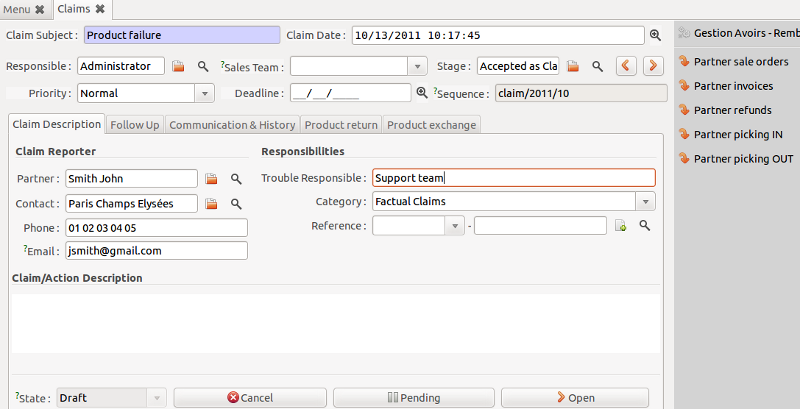 Menu Claims
Claim Subject: Product failure Claim Date: 10/13/2011 10:17:45
Responsible: Administrator ?Sales Team: Stage: Accepted as Cla
Priority: Normal Deadline: __/__/____ ?Sequence: claim/2011/10
Claim Description Follow Up Communication & History Product return Product exchange
Claim Reporter Responsibilities
Partner: Smith John Trouble Responsible: Support team
Contact: Paris Champs Elysées Category: Factual Claims
Phone: 01 02 03 04 05 Reference: -
?Email: jsmith@gmail.com
Claim/Action Description
?State: Draft Cancel Pending Open
Gestion Avoirs - Remb
Partner sale orders
Partner invoices
Partner refunds
Partner picking IN
Partner picking OUT